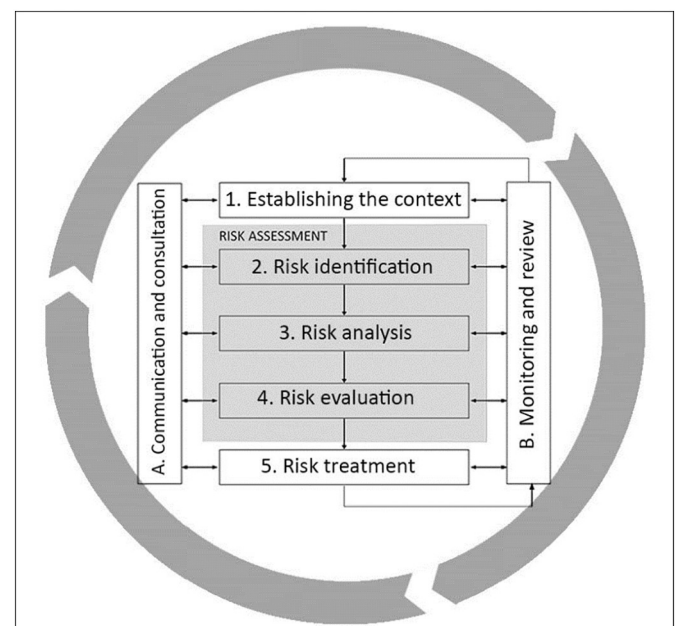 1. Establishing the context
RISK ASSESSMENT
2. Risk identification
3. Risk analysis
4. Risk evaluation
5. Risk treatment
A. Communication and consultation
B. Monitoring and review